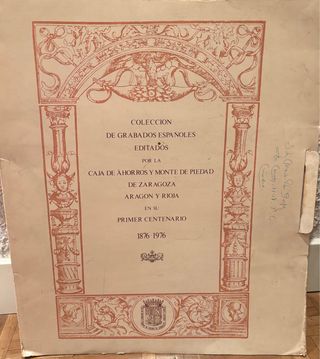 COLECCION
DE GRABADOS ESPAÑOLES
EDITADOS
POR LA
CAJA DE AHORROS Y MONTE DE PIEDAD
DE ZARAGOZA
ARAGON Y RIOJA
EN SU
PRIMER CENTENARIO
1876-1976